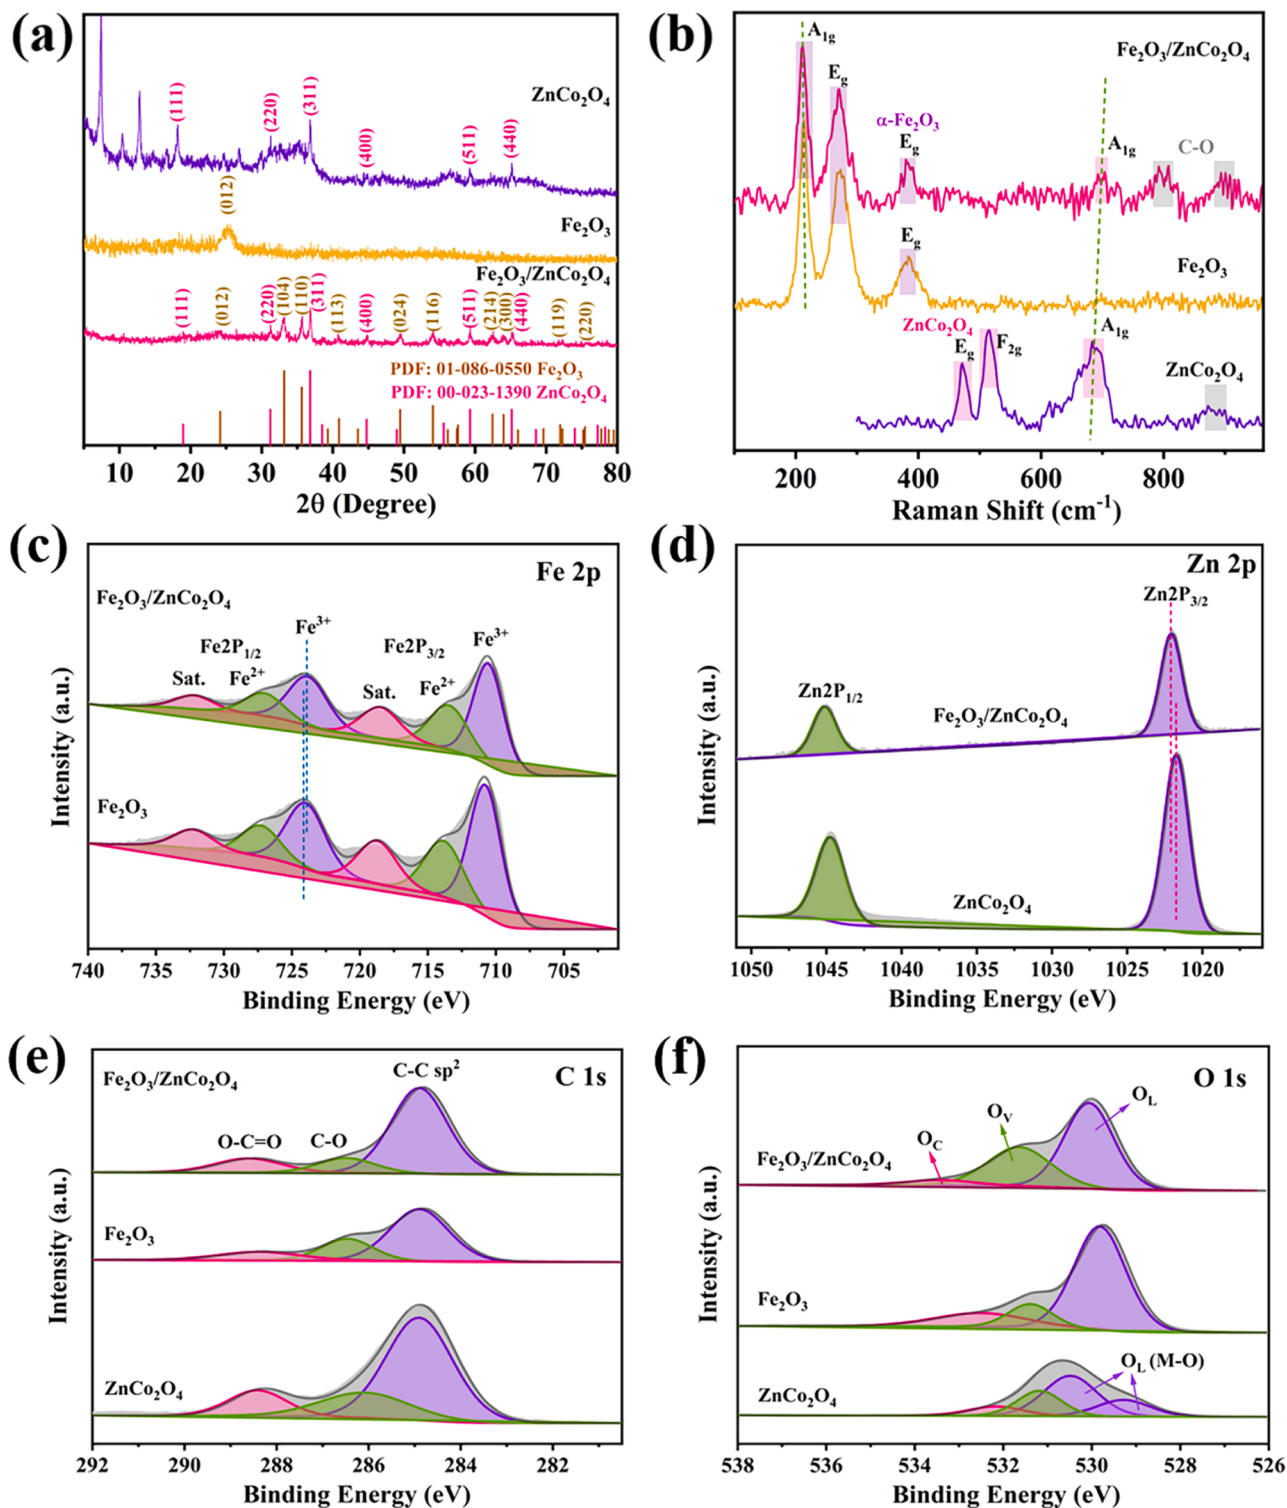 (a)
ZnCo₂O₄
(111)
(220)
(311)
(400)
(511)
(440)
(012)
Fe₂O₃
Fe₂O₃/ZnCo₂O₄
(111)
(012)
(220)
(104)
(110)
(311)
(113)
(400)
(024)
(116)
(511)
(214)
(300)
(440)
(119)
(220)
PDF: 01-086-0550 Fe₂O₃
PDF: 00-023-1390 ZnCo₂O₄
10 20 30 40 50 60 70 80
2θ (Degree)
(b)
A₁g
Fe₂O₃/ZnCo₂O₄
Eg
α-Fe₂O₃
Eg
A₁g
C-O
Eg
Fe₂O₃
ZnCo₂O₄
Eg
F₂g
A₁g
ZnCo₂O₄
200 400 600 800
Raman Shift (cm⁻¹)
(c)
Fe 2p
Fe₂O₃/ZnCo₂O₄
Fe³⁺
Fe2P₁/₂
Fe2P₃/₂
Fe³⁺
Sat.
Fe²⁺
Sat.
Fe²⁺
Fe₂O₃
Intensity (a.u.)
740 735 730 725 720 715 710 705
Binding Energy (eV)
(d)
Zn 2p
Zn2P₃/₂
Zn2P₁/₂
Fe₂O₃/ZnCo₂O₄
ZnCo₂O₄
Intensity (a.u.)
1050 1045 1040 1035 1030 1025 1020
Binding Energy (eV)
(e)
Fe₂O₃/ZnCo₂O₄
C-C sp²
C 1s
O-C=O
C-O
Fe₂O₃
ZnCo₂O₄
Intensity (a.u.)
292 290 288 286 284 282
Binding Energy (eV)
(f)
O 1s
O_L
O_V
O_C
Fe₂O₃/ZnCo₂O₄
Fe₂O₃
O_L (M-O)
ZnCo₂O₄
Intensity (a.u.)
538 536 534 532 530 528 526
Binding Energy (eV)